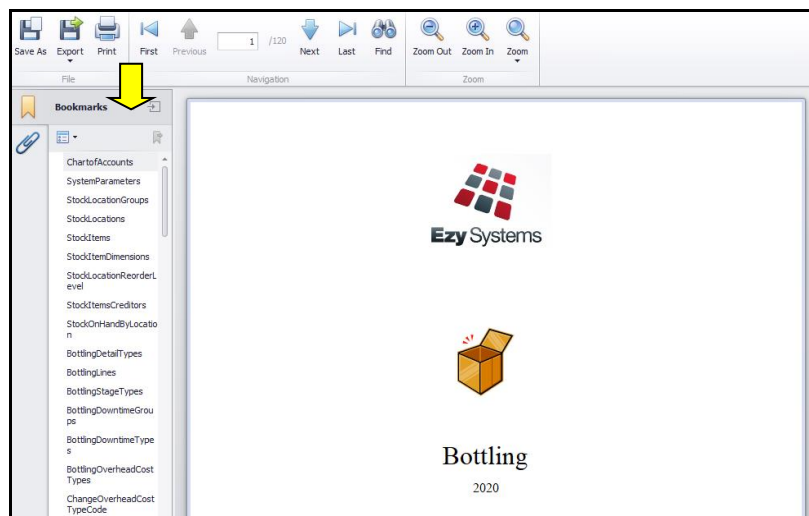 Save As Export Print First Previous 1 /120 Next Last Find Zoom Out Zoom In Zoom
File Navigation Zoom
Bookmarks
ChartofAccounts
SystemParameters
StockLocationGroups
StockLocations
StockItems
StockItemDimensions
StockLocationReorderL
evel
StockItemsCreditors
StockOnHandByLocatio
n
BottlingDetailTypes
BottlingLines
BottlingStageTypes
BottlingDowntimeGrou
ps
BottlingDowntimeType
s
BottlingOverheadCost
Types
ChangeOverheadCost
TypeCode
Ezy Systems
Bottling
2020